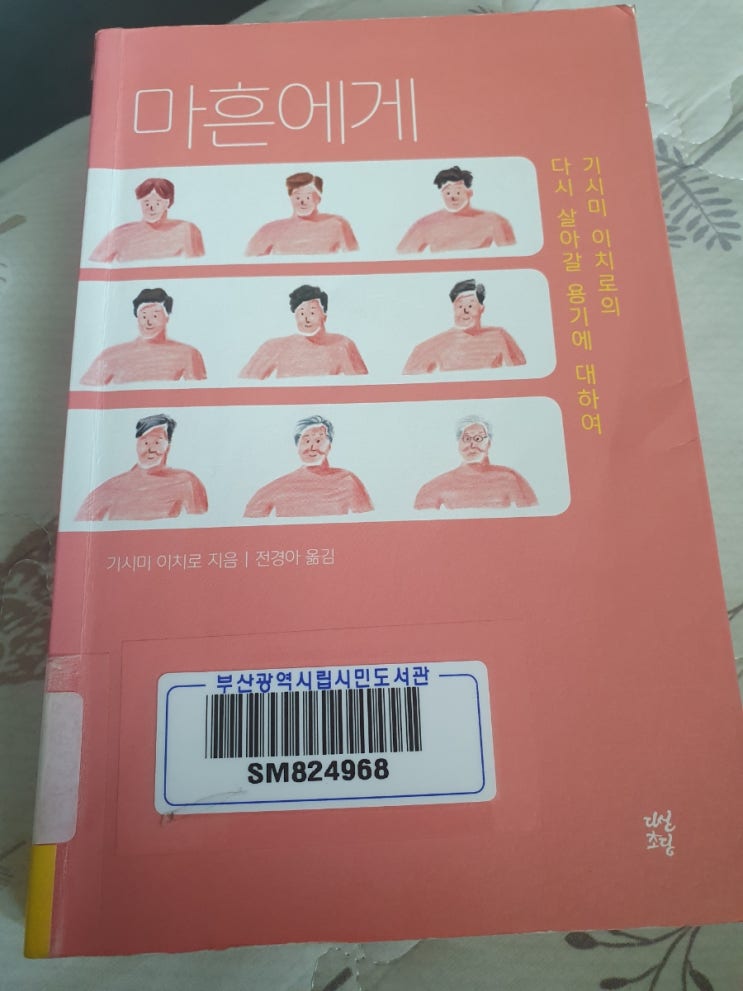 마흔에게
기시미 이치로의
다시 살아갈 용기에 대하여
기시미 이치로 지음 | 전경아 옮김
부산광역시립시민도서관
SM824968
다산
초당